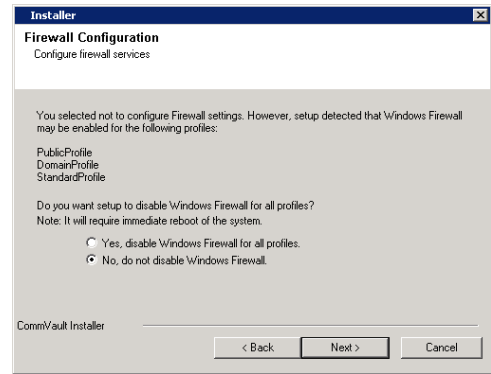 Installer
Firewall Configuration
Configure firewall services
You selected not to configure Firewall settings. However, setup detected that Windows Firewall
may be enabled for the following profiles:
PublicProfile
DomainProfile
StandardProfile
Do you want setup to disable Windows Firewall for all profiles?
Note: It will require immediate reboot of the system.
Yes, disable Windows Firewall for all profiles.
No, do not disable Windows Firewall.
CommVault Installer
< Back Next > Cancel